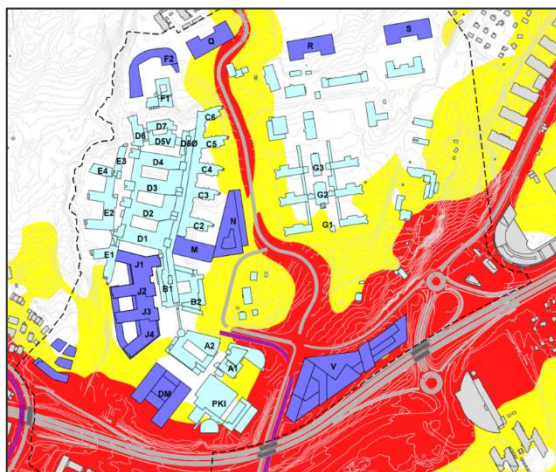 Q
R
S
F2
F1
C6
D7
D6
D5V
D6Ø
C5
E3
D4
C4
E4
G3
D3
C3
G2
E2
D2
C2
N
G1
D1
M
E1
J1
B1
J2
B2
J3
J4
A2
A1
V
DM
PKI